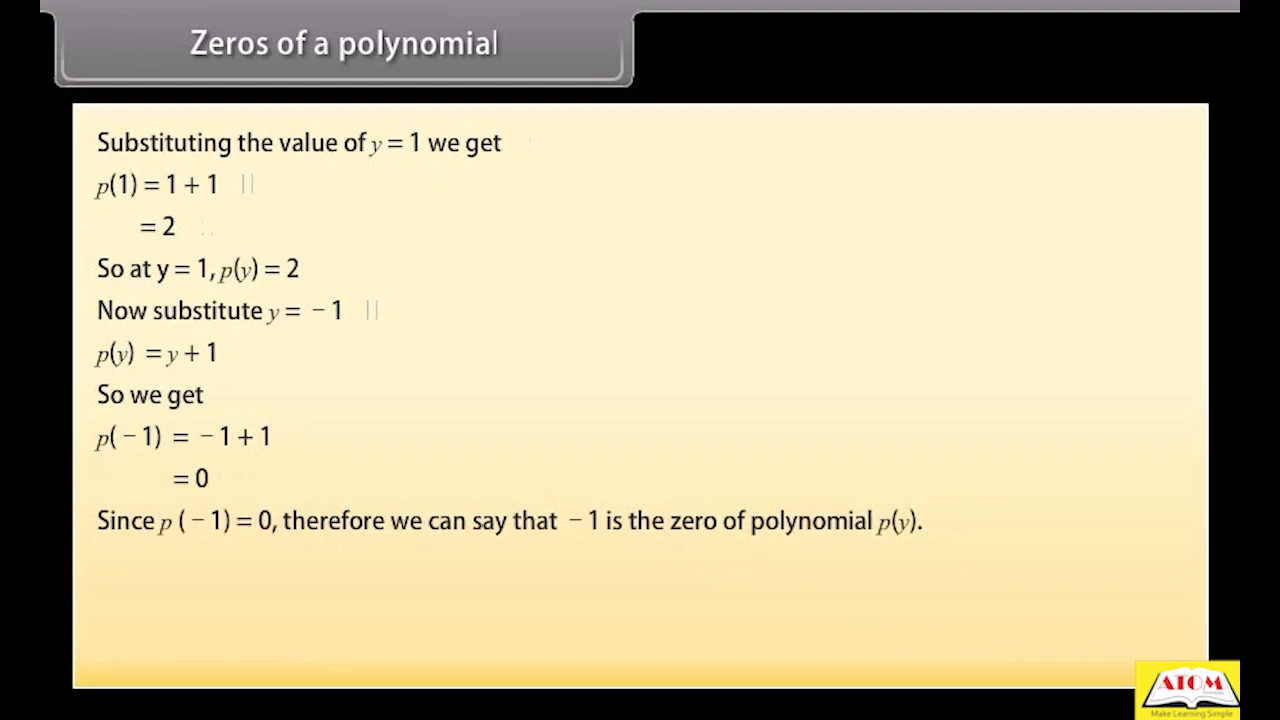 Zeros of a polynomial
Substituting the value of y = 1 we get
p(1) = 1 + 1
= 2
So at y = 1, p(y) = 2
Now substitute y = − 1
p(y) = y + 1
So we get
p( − 1) = − 1 + 1
= 0
Since p ( − 1) = 0, therefore we can say that − 1 is the zero of polynomial p(y).
ATOM
Make Learning Simple